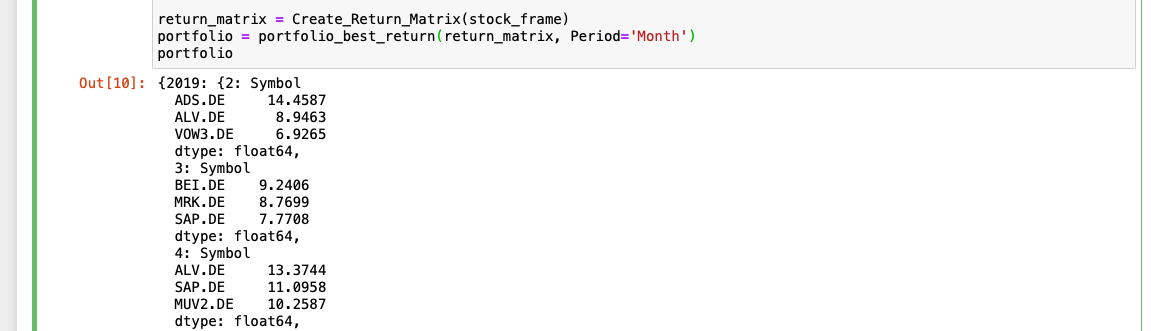 return_matrix = Create_Return_Matrix(stock_frame)
portfolio = portfolio_best_return(return_matrix, Period='Month')
portfolio
Out[10]: {2019: {2: Symbol
ADS.DE     14.4587
ALV.DE      8.9463
VOW3.DE     6.9265
dtype: float64,
3: Symbol
BEI.DE    9.2406
MRK.DE    8.7699
SAP.DE    7.7708
dtype: float64,
4: Symbol
ALV.DE     13.3744
SAP.DE     11.0958
MUV2.DE    10.2587
dtype: float64,